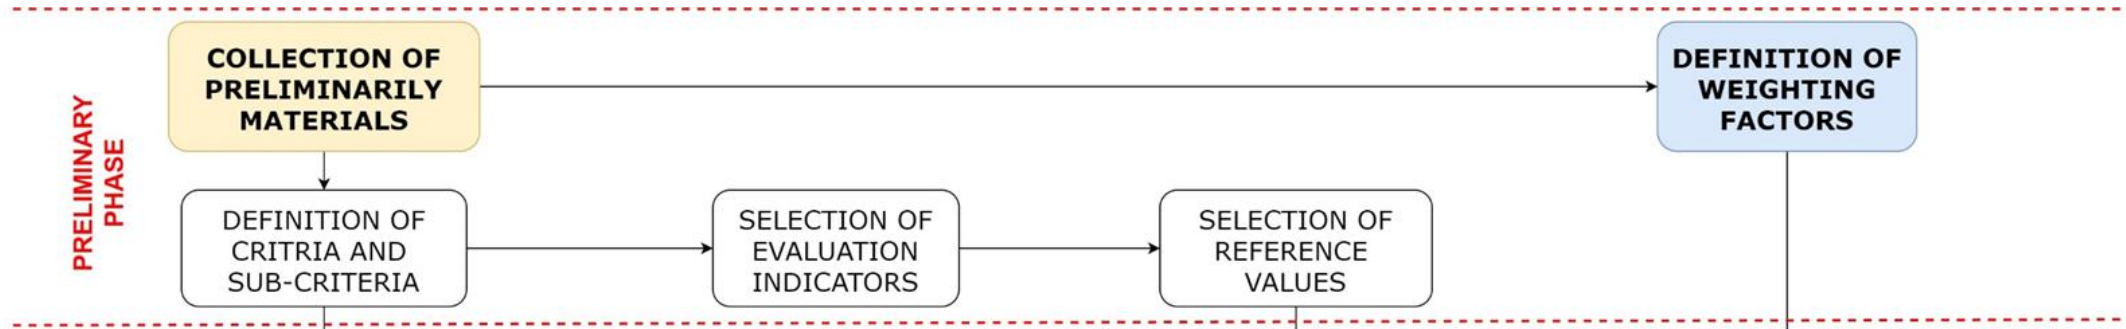 COLLECTION OF
PRELIMINARILY
MATERIALS
DEFINITION OF
WEIGHTING
FACTORS
PRELIMINARY
PHASE
DEFINITION OF
CRITRIA AND
SUB-CRITERIA
SELECTION OF
EVALUATION
INDICATORS
SELECTION OF
REFERENCE
VALUES